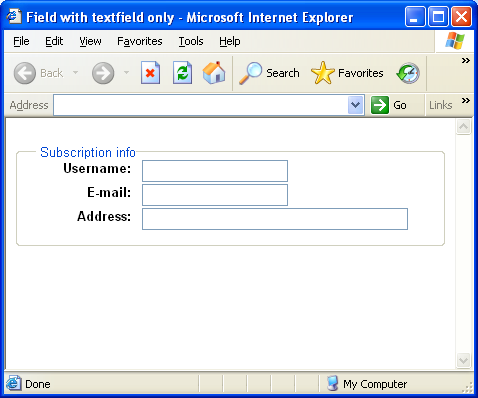 Field with textfield only - Microsoft Internet Explorer
File Edit View Favorites Tools Help
Back Search Favorites
Address Go Links
Subscription info
Username:
E-mail:
Address:
Done My Computer